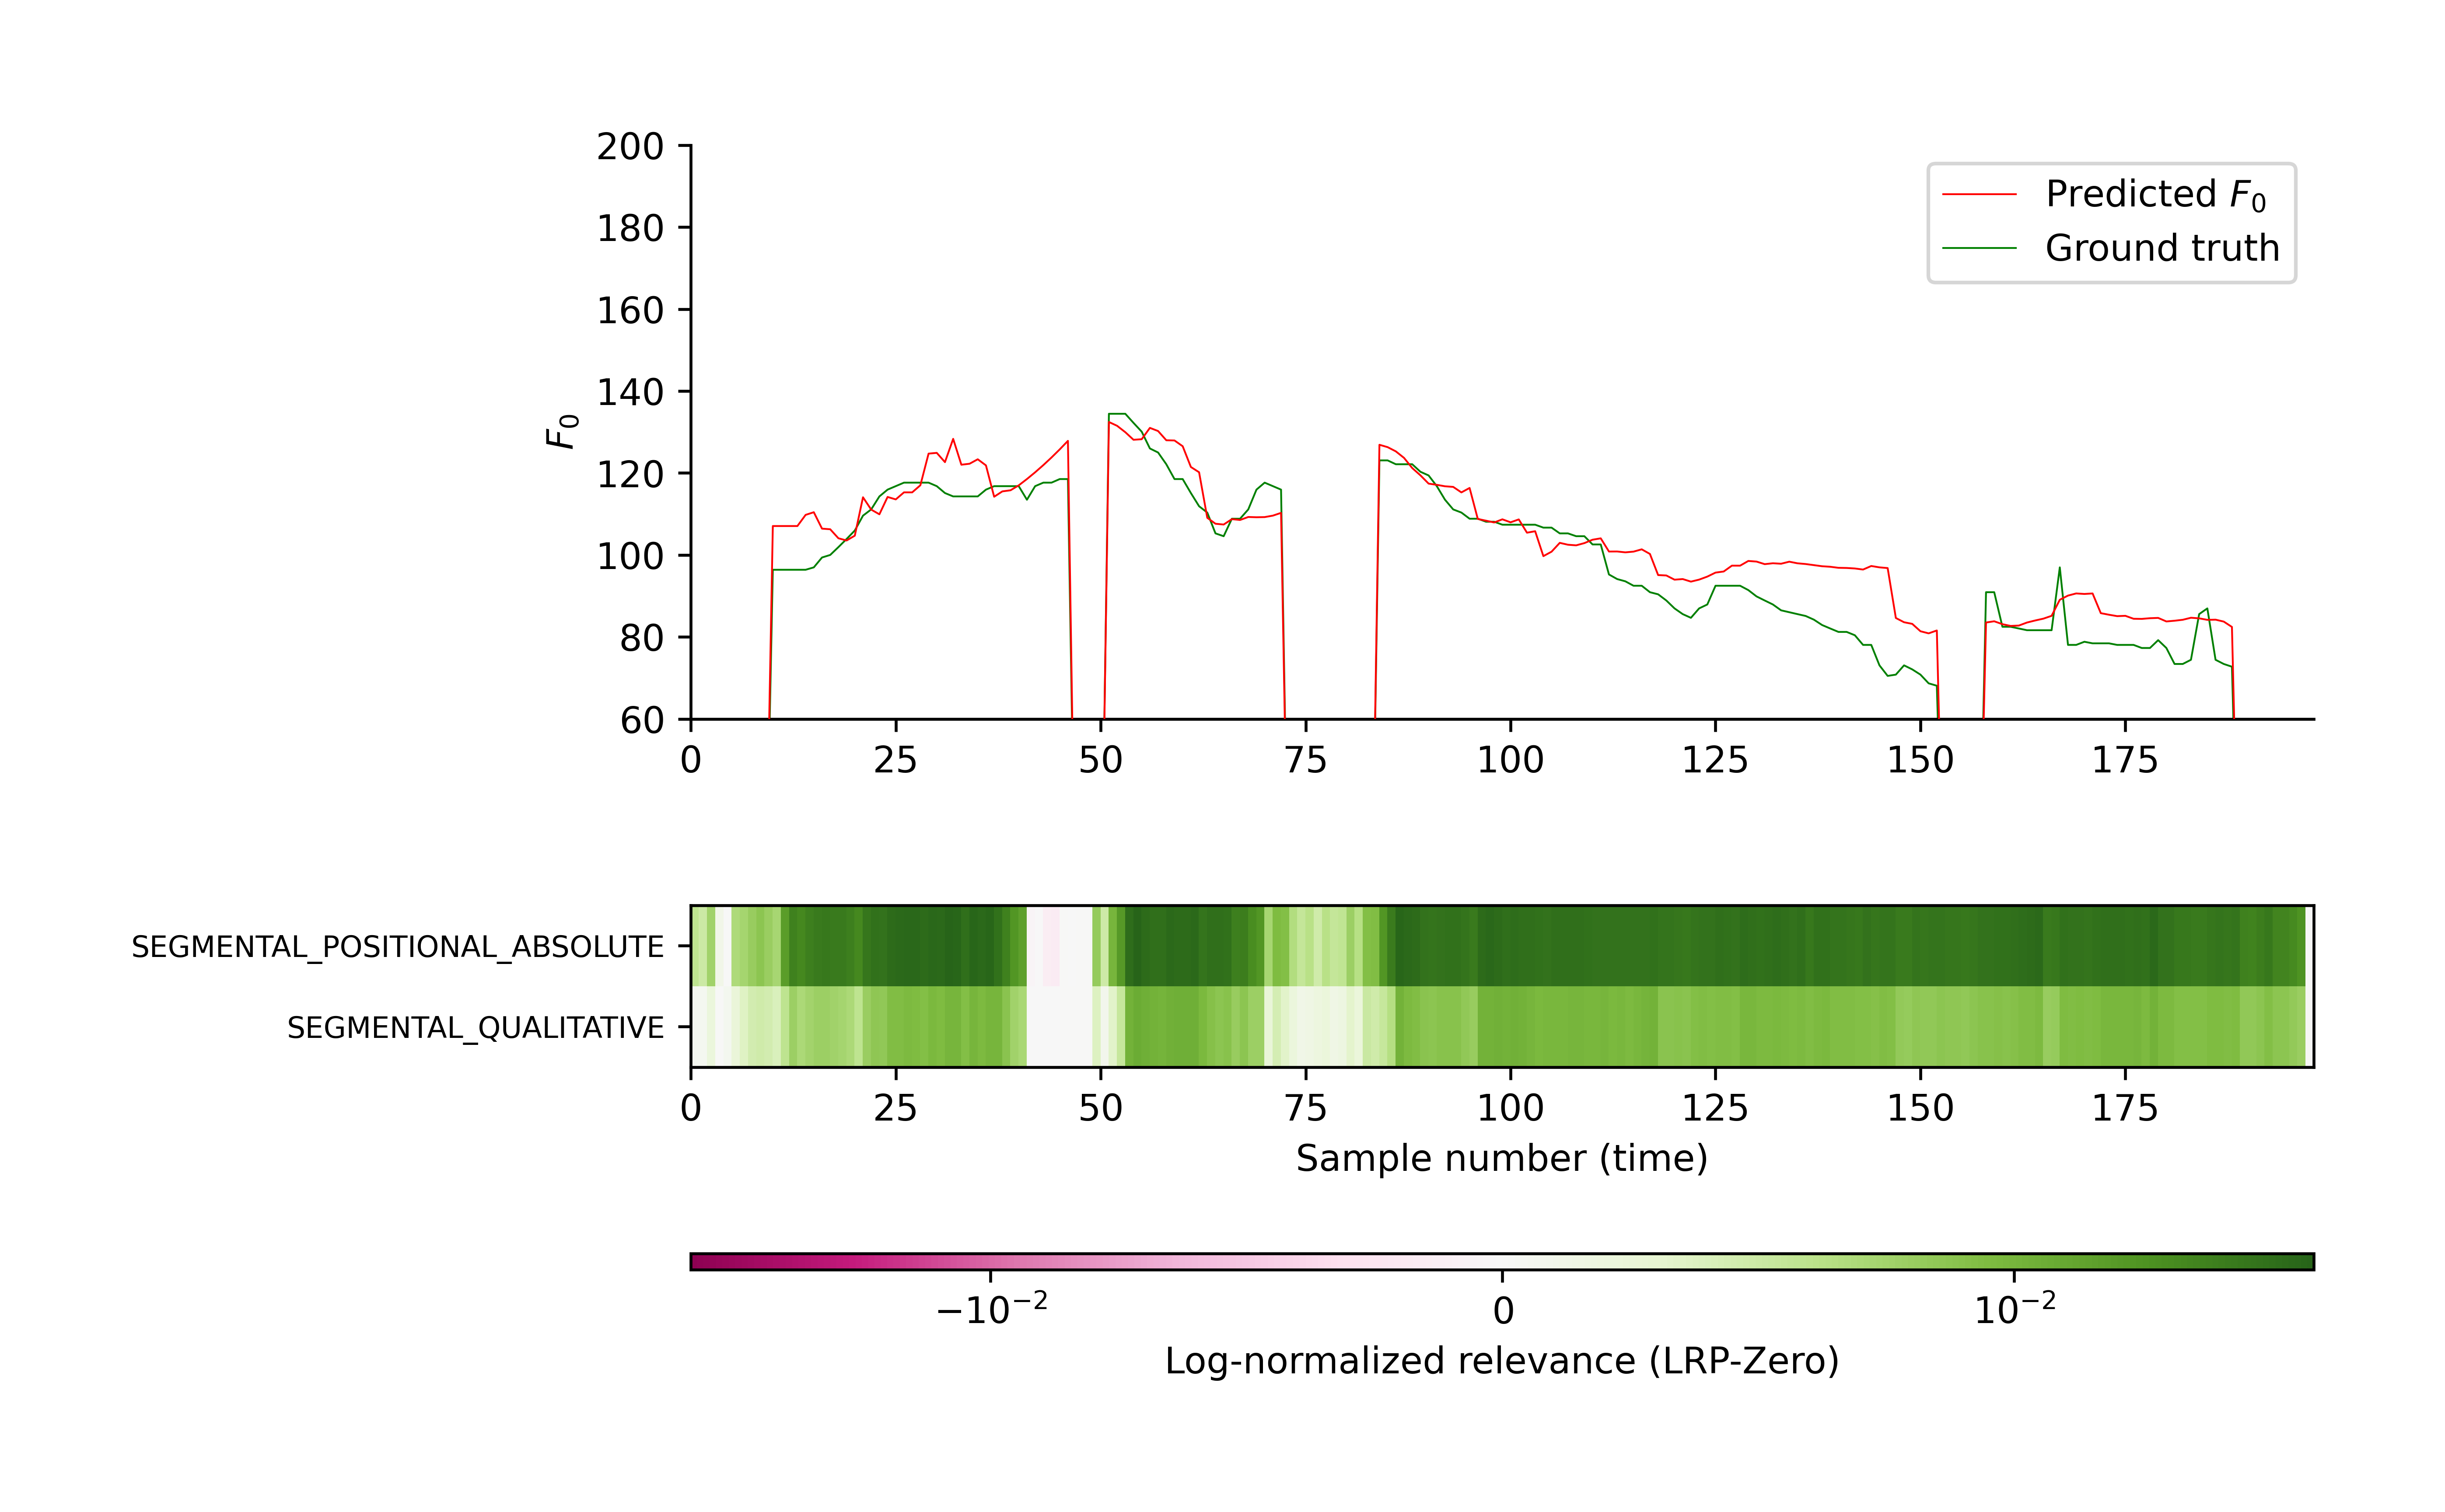 200
180
160
140
120
100
80
60
F₀
Predicted F₀
Ground truth
0 25 50 75 100 125 150 175
SEGMENTAL_POSITIONAL_ABSOLUTE
SEGMENTAL_QUALITATIVE
0 25 50 75 100 125 150 175
Sample number (time)
−10⁻² 0 10⁻²
Log-normalized relevance (LRP-Zero)